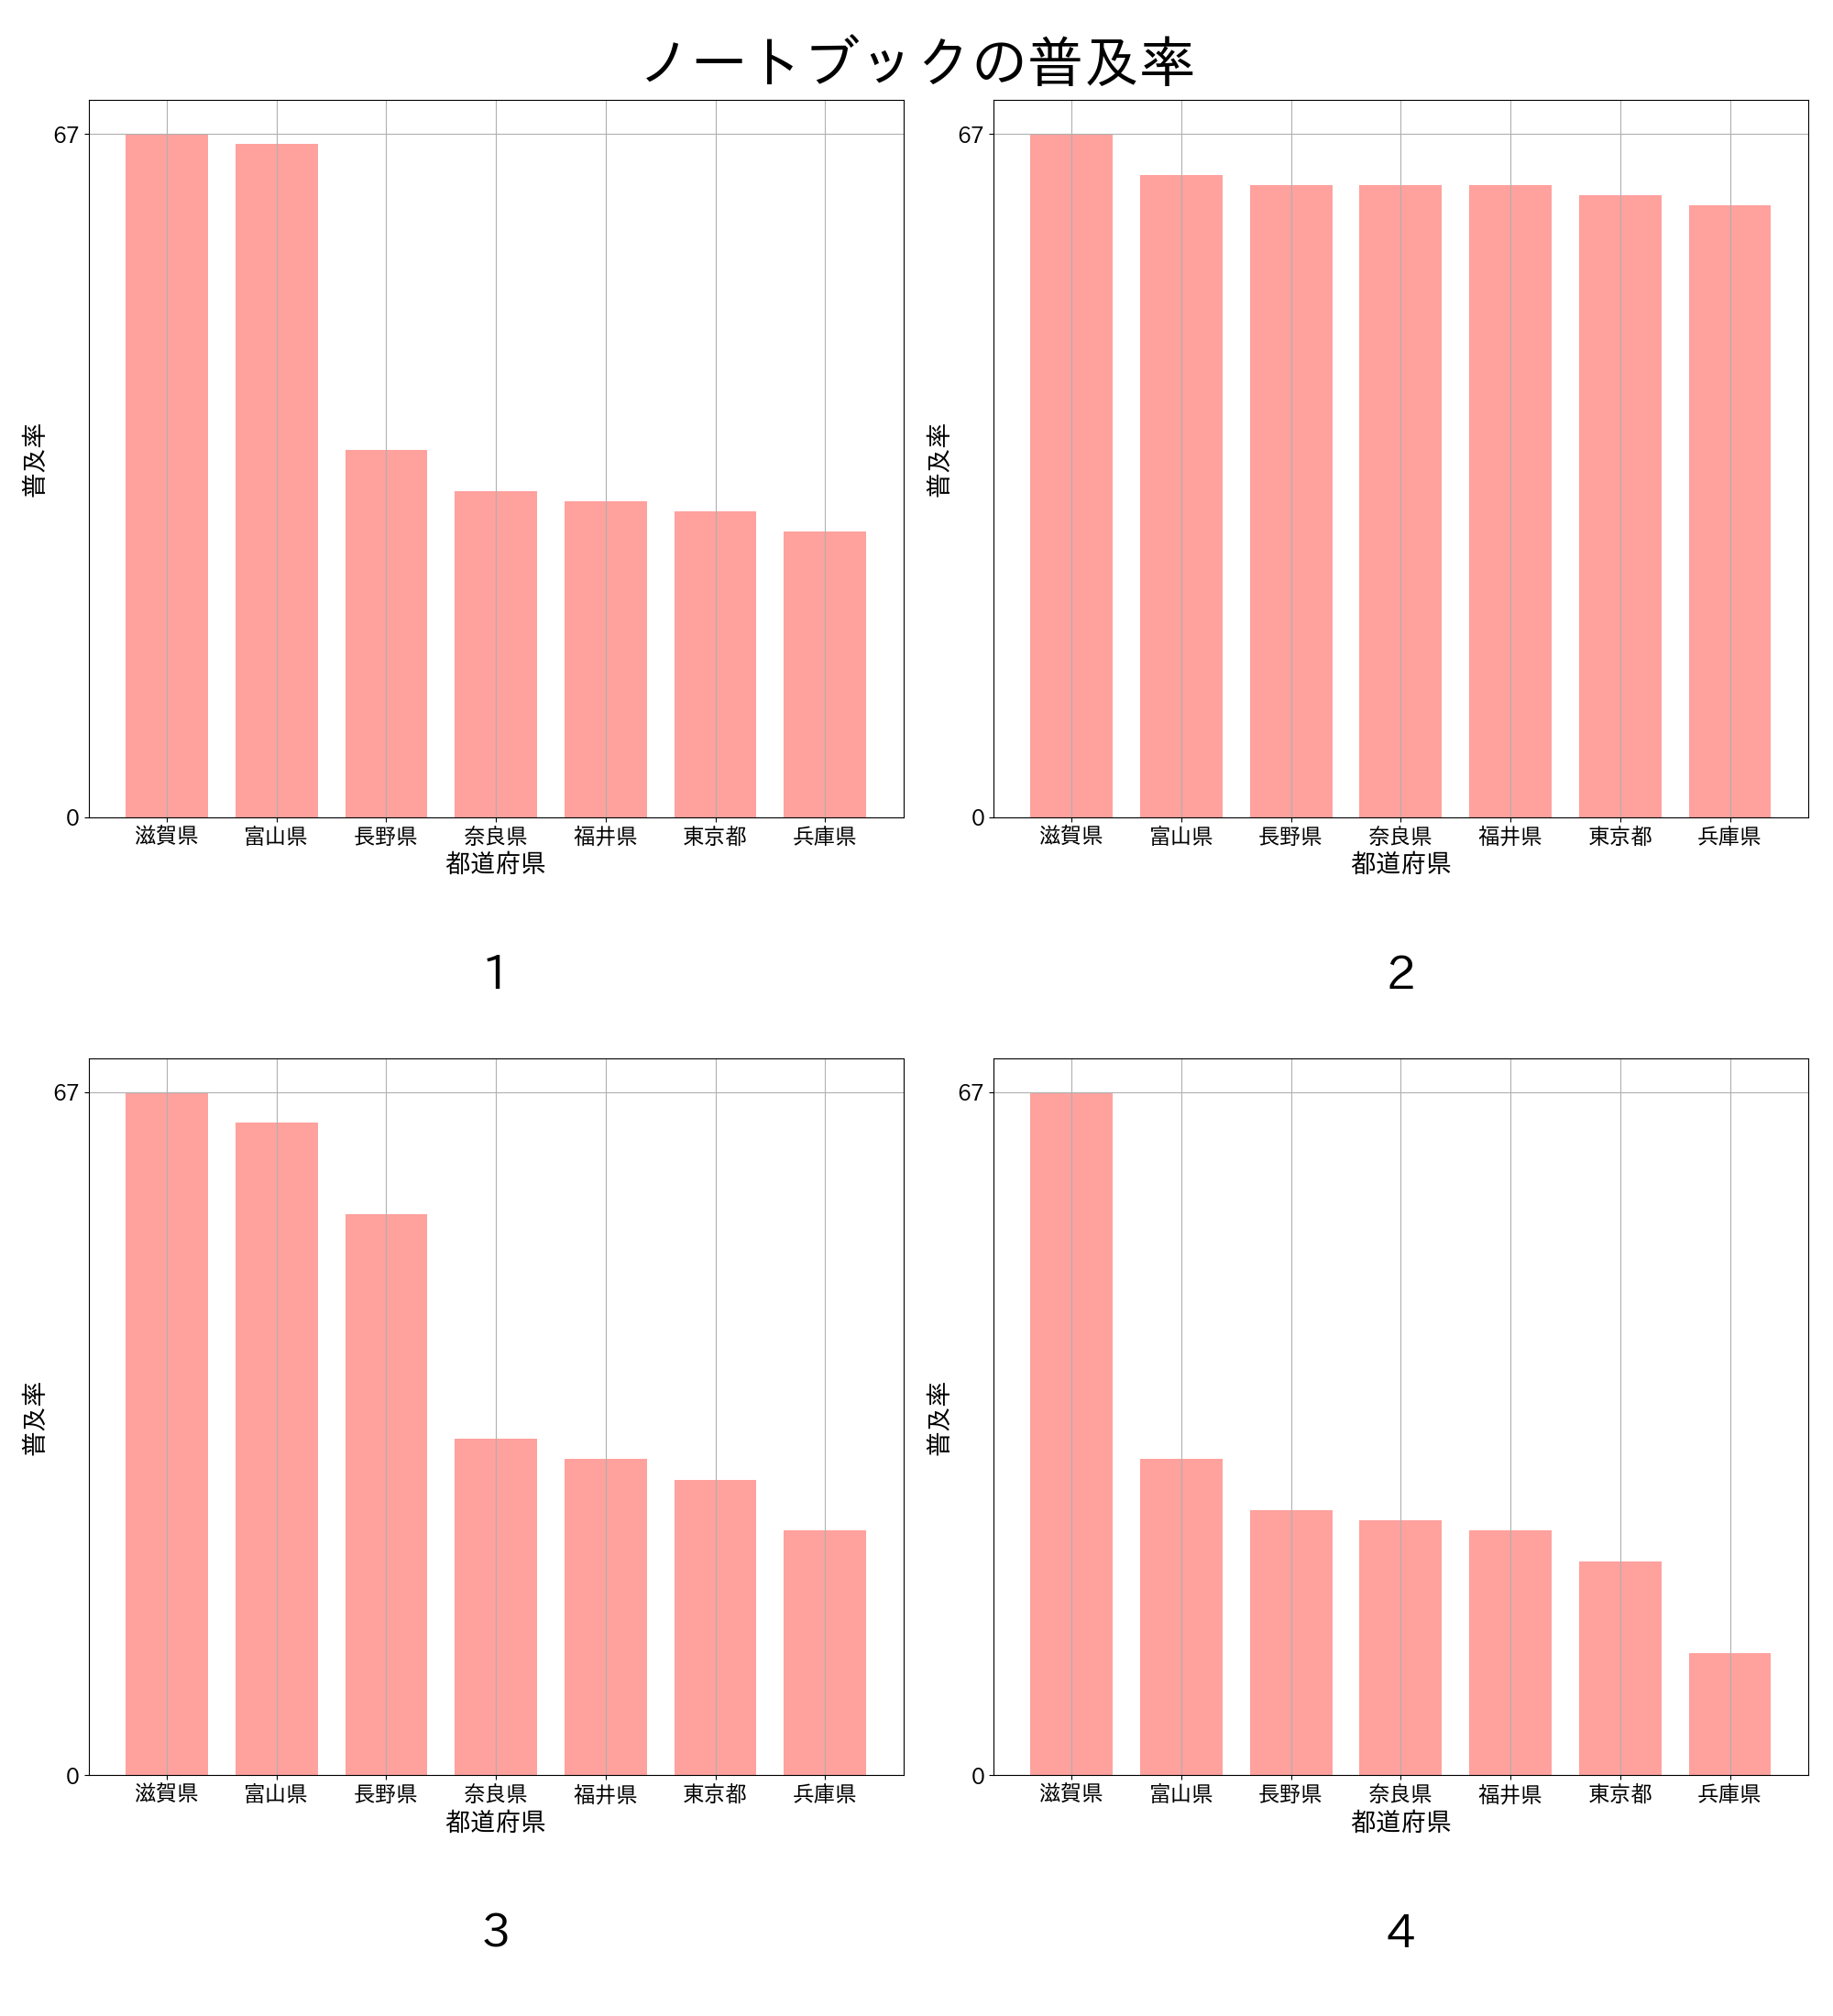 ノートブックの普及率
67
0
普及率
滋賀県 富山県 長野県 奈良県 福井県 東京都 兵庫県
都道府県
1
67
0
普及率
滋賀県 富山県 長野県 奈良県 福井県 東京都 兵庫県
都道府県
2
67
0
普及率
滋賀県 富山県 長野県 奈良県 福井県 東京都 兵庫県
都道府県
3
67
0
普及率
滋賀県 富山県 長野県 奈良県 福井県 東京都 兵庫県
都道府県
4